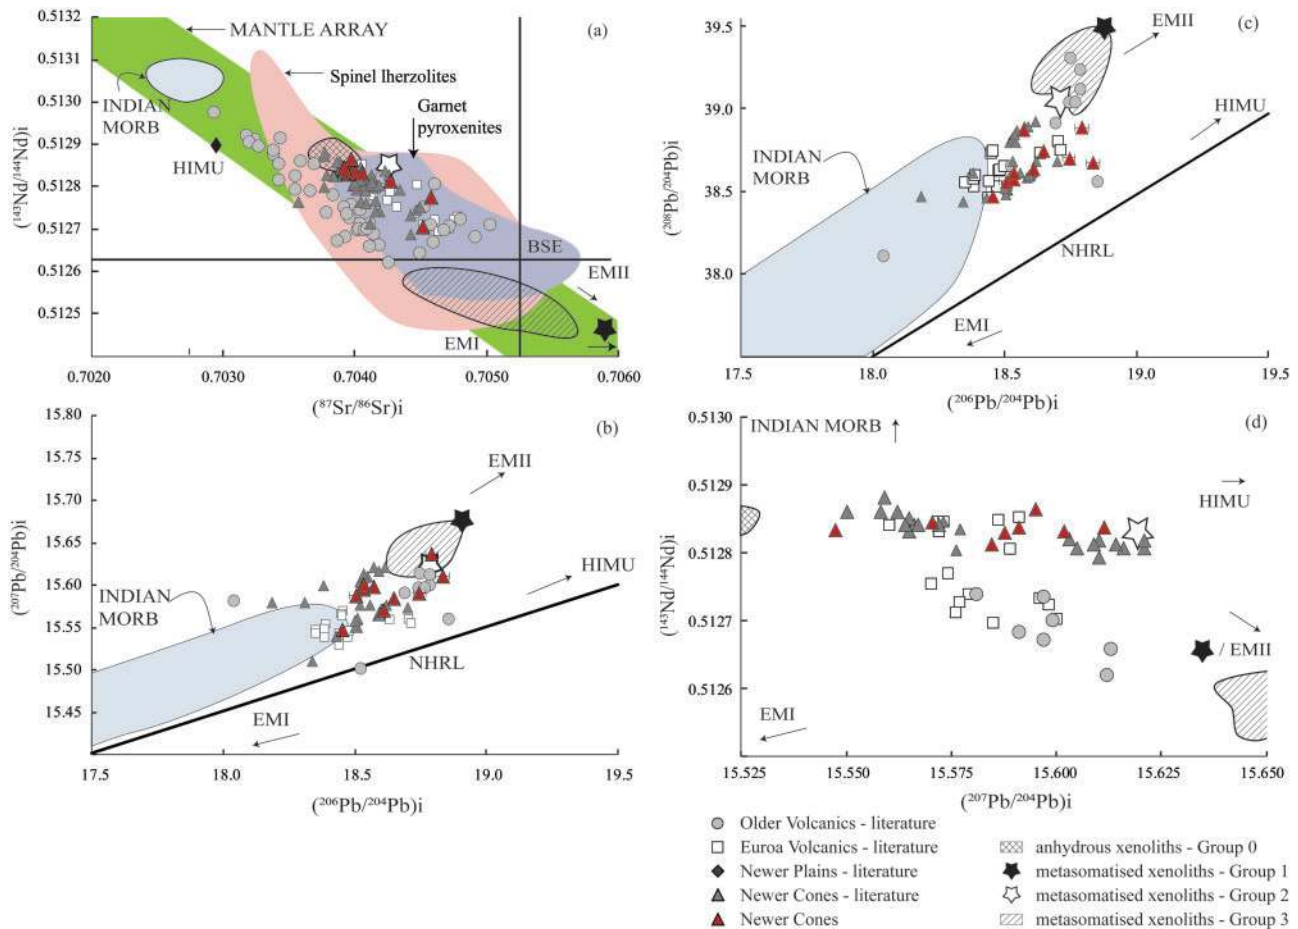 (a)
MANTLE ARRAY
Spinel lherzolites
INDIAN
MORB
Garnet
pyroxenites
HIMU
BSE
EMII
EMI
0.5132
0.5131
0.5130
0.5129
0.5128
0.5127
0.5126
0.5125
(¹⁴³Nd/¹⁴⁴Nd)i
0.7020
0.7030
0.7040
0.7050
0.7060
(⁸⁷Sr/⁸⁶Sr)i
(c)
EMII
HIMU
INDIAN
MORB
NHRL
EMI
39.5
39.0
38.5
38.0
(²⁰⁸Pb/²⁰⁴Pb)i
17.5
18.0
18.5
19.0
19.5
(²⁰⁶Pb/²⁰⁴Pb)i
(b)
EMII
HIMU
INDIAN
MORB
NHRL
EMI
15.80
15.75
15.70
15.65
15.60
15.55
15.50
15.45
(²⁰⁷Pb/²⁰⁴Pb)i
17.5
18.0
18.5
19.0
19.5
(²⁰⁶Pb/²⁰⁴Pb)i
(d)
INDIAN MORB
HIMU
/ EMII
EMI
0.5130
0.5129
0.5128
0.5127
0.5126
(¹⁴³Nd/¹⁴⁴Nd)i
15.525
15.550
15.575
15.600
15.625
15.650
(²⁰⁷Pb/²⁰⁴Pb)i
Older Volcanics - literature
Euroa Volcanics - literature
Newer Plains - literature
Newer Cones - literature
Newer Cones
anhydrous xenoliths - Group 0
metasomatised xenoliths - Group 1
metasomatised xenoliths - Group 2
metasomatised xenoliths - Group 3